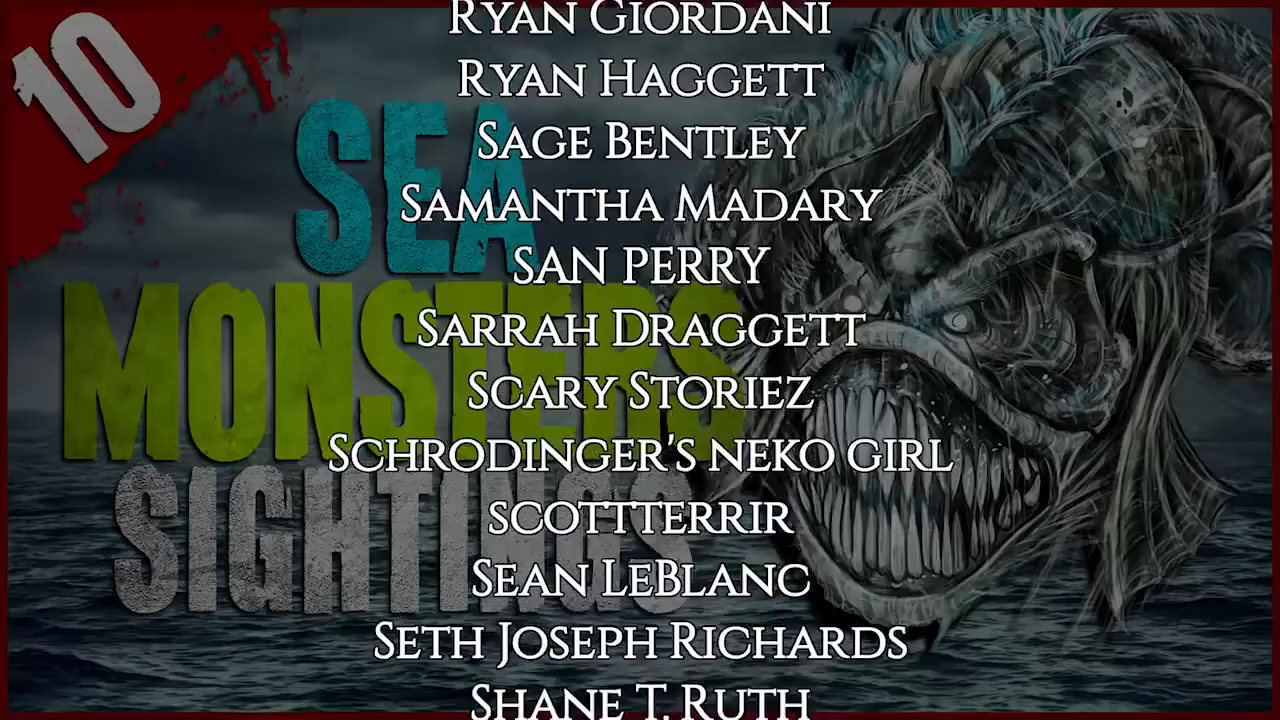 10
SEA
MONSTERS
SIGHTINGS
Ryan Giordani
Ryan Haggett
Sage Bentley
Samantha Madary
SAN PERRY
Sarrah Draggett
Scary Storiez
Schrodinger's neko girl
scottterrir
Sean LeBlanc
Seth Joseph Richards
Shane T. Ruth